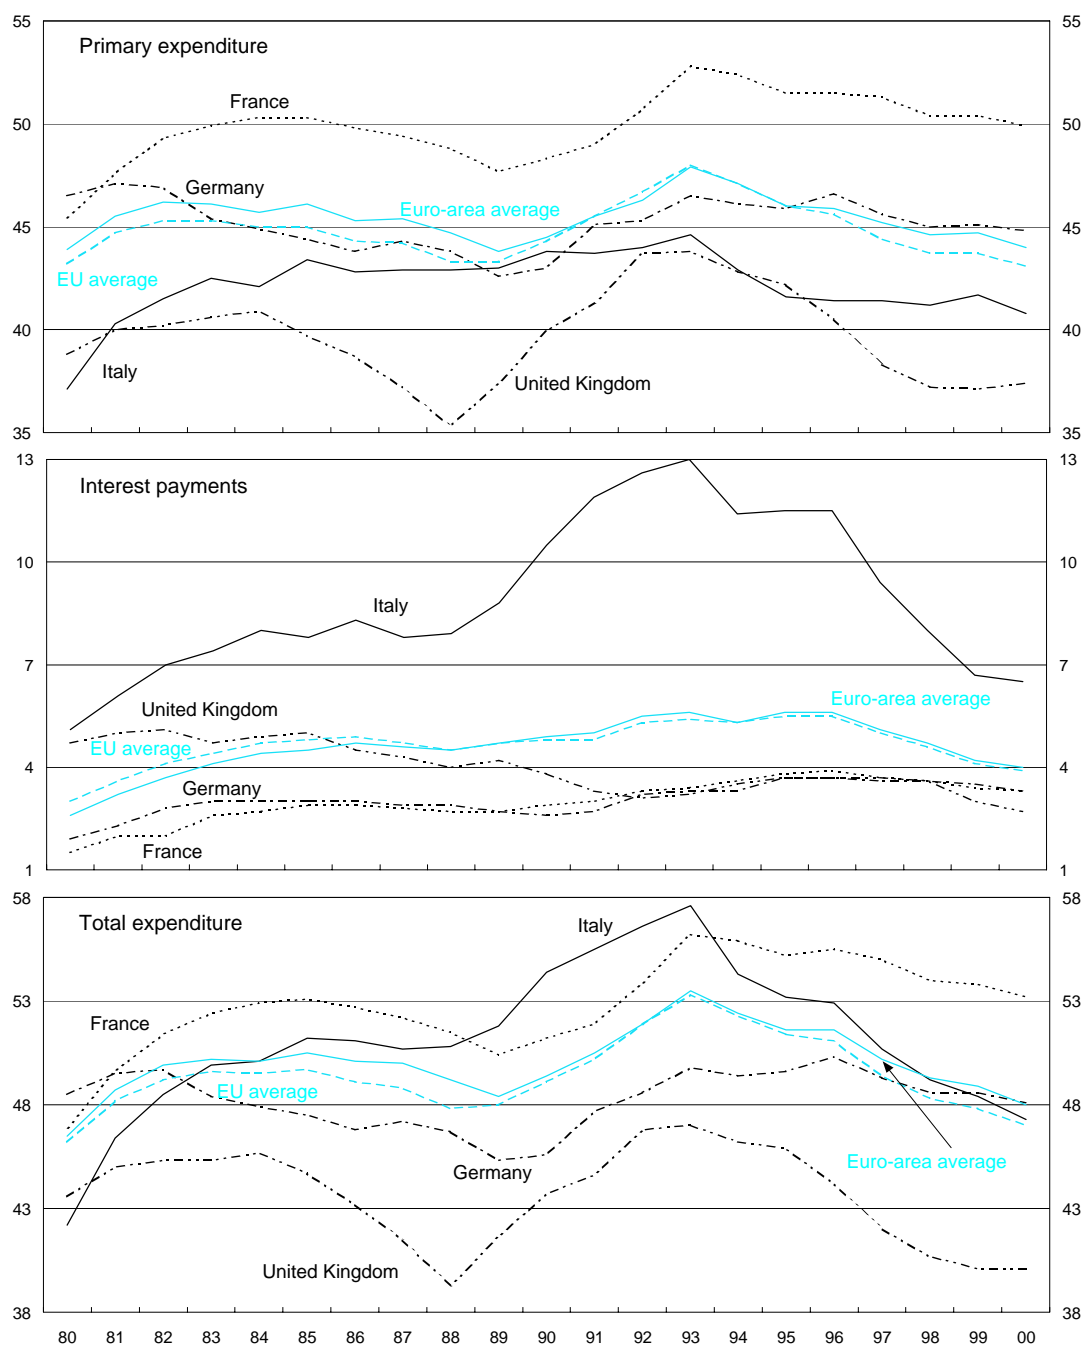 55 55
Primary expenditure
France
50 50
Germany
Euro-area average
45 45
EU average
40 40
Italy
United Kingdom
35 35
13 13
Interest payments
10 10
Italy
7 7
Euro-area average
United Kingdom
EU average
4 4
Germany
France
1 1
58 58
Total expenditure
Italy
53 53
France
EU average
48 48
Euro-area average
Germany
43 43
United Kingdom
38 38
80 81 82 83 84 85 86 87 88 89 90 91 92 93 94 95 96 97 98 99 00